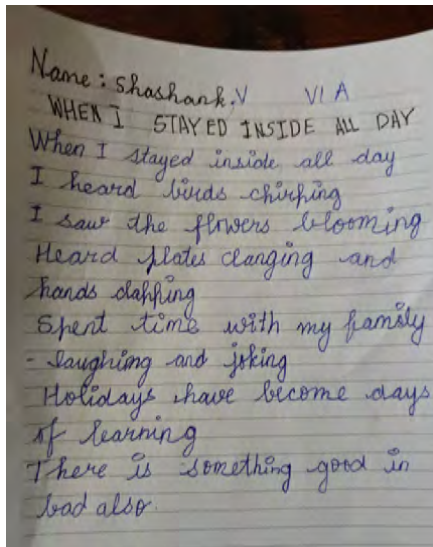 Name: Shashank.V VI A
WHEN I STAYED INSIDE ALL DAY
When I stayed inside all day
I heard birds chirping
I saw the flowers blooming
Heard plates clanging and
hands clapping
Spent time with my family
- laughing and joking
Holidays have become days
of learning
There is something good in
bad also.